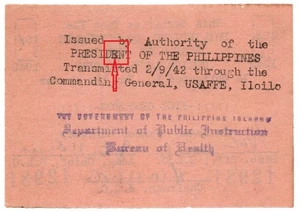 Issued by Authority of the
PRESIDENT OF THE PHILIPPINES
Transmitted 2/9/42 through the
Commandin General, USAFFE, Iloilo
THE GOVERNMENT OF THE PHILIPPINE ISLANDS
Department of Public Instruction
Bureau of Health